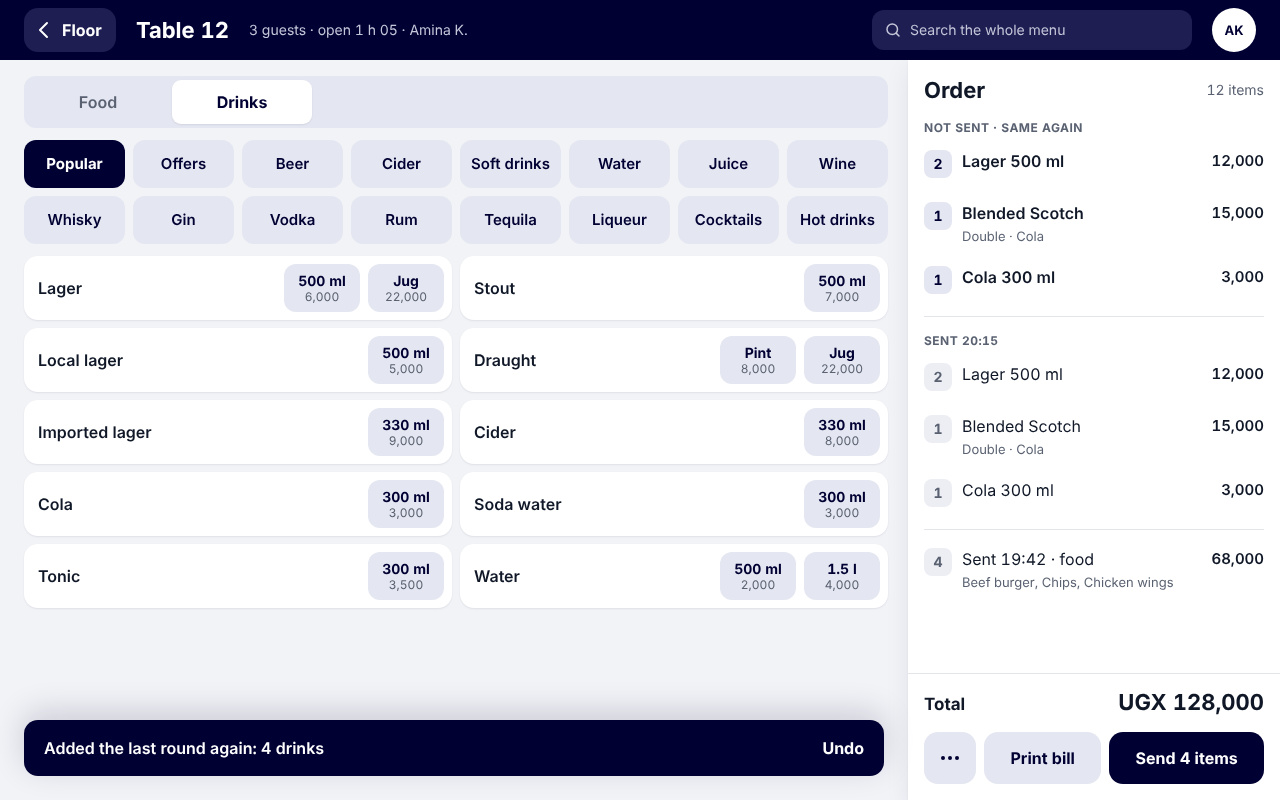 Floor
Table 12
3 guests · open 1 h 05 · Amina K.
Search the whole menu
AK
Food
Drinks
Popular
Offers
Beer
Cider
Soft drinks
Water
Juice
Wine
Whisky
Gin
Vodka
Rum
Tequila
Liqueur
Cocktails
Hot drinks
Lager
500 ml
6,000
Jug
22,000
Stout
500 ml
7,000
Local lager
500 ml
5,000
Draught
Pint
8,000
Jug
22,000
Imported lager
330 ml
9,000
Cider
330 ml
8,000
Cola
300 ml
3,000
Soda water
300 ml
3,000
Tonic
300 ml
3,500
Water
500 ml
2,000
1.5 l
4,000
Added the last round again: 4 drinks
Undo
Order
12 items
NOT SENT · SAME AGAIN
2 Lager 500 ml 12,000
1 Blended Scotch 15,000
Double · Cola
1 Cola 300 ml 3,000
SENT 20:15
2 Lager 500 ml 12,000
1 Blended Scotch 15,000
Double · Cola
1 Cola 300 ml 3,000
4 Sent 19:42 · food 68,000
Beef burger, Chips, Chicken wings
Total UGX 128,000
Print bill
Send 4 items